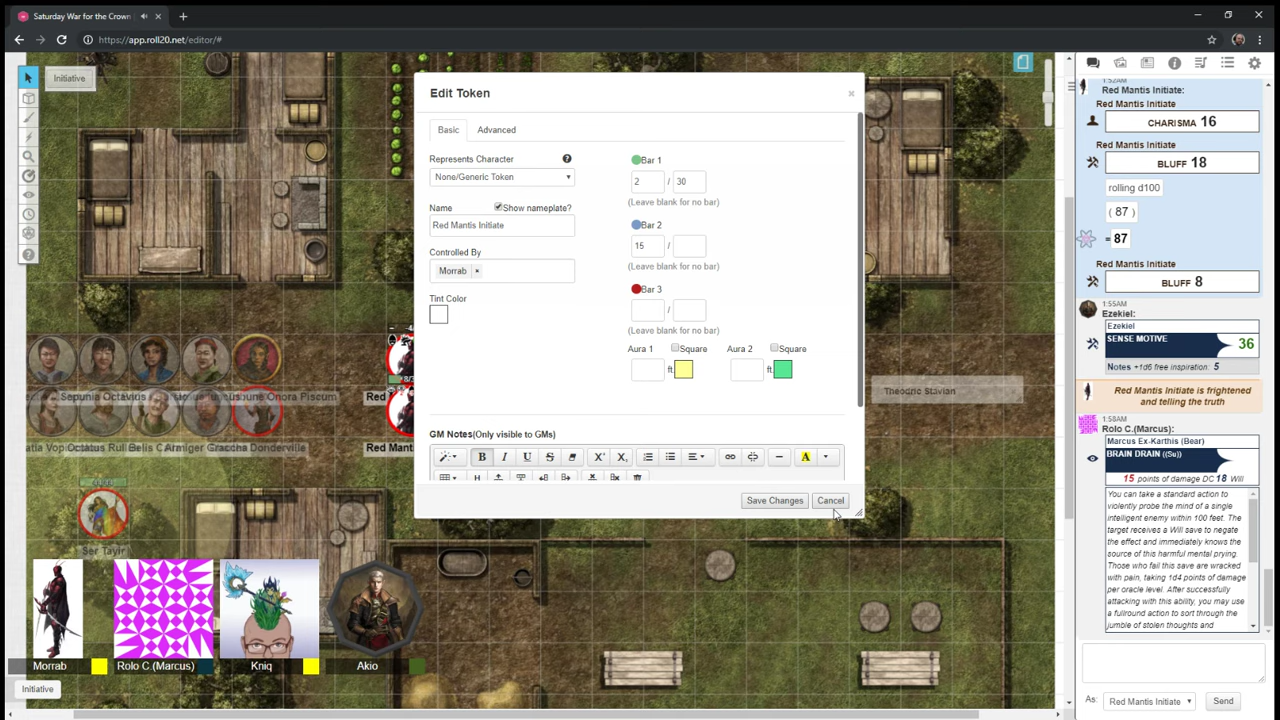 Saturday War for the Crown
https://app.roll20.net/editor/#
Initiative
Edit Token
Basic
Advanced
Represents Character
None/Generic Token
Name
Show nameplate?
Red Mantis Initiate
Controlled By
Morrab
Tint Color
Bar 1
2 / 30
(Leave blank for no bar)
Bar 2
15 /
(Leave blank for no bar)
Bar 3
/
(Leave blank for no bar)
Aura 1 Square Aura 2 Square
ft. ft.
GM Notes(Only visible to GMs)
Save Changes
Cancel
Theodric Stavian
Ser Tayir
Morrab
Rolo C.(Marcus)
Kniq
Akio
Initiative
1:52AM
Red Mantis Initiate:
Red Mantis Initiate
CHARISMA 16
Red Mantis Initiate
BLUFF 18
rolling d100
( 87 )
= 87
Red Mantis Initiate
BLUFF 8
1:55AM
Ezekiel:
Ezekiel
SENSE MOTIVE 36
Notes +1d6 free inspiration: 5
Red Mantis Initiate is frightened
and telling the truth
1:58AM
Rolo C.(Marcus):
Marcus Ex-Karthis (Bear)
BRAIN DRAIN ((Su))
15 points of damage DC 18 Will
You can take a standard action to
violently probe the mind of a single
intelligent enemy within 100 feet. The
target receives a Will save to negate
the effect and immediately knows the
source of this harmful mental prying.
Those who fail this save are wracked
with pain, taking 1d4 points of damage
per oracle level. After successfully
attacking with this ability, you may use
a fullround action to sort through the
jumble of stolen thoughts and
As: Red Mantis Initiate
Send